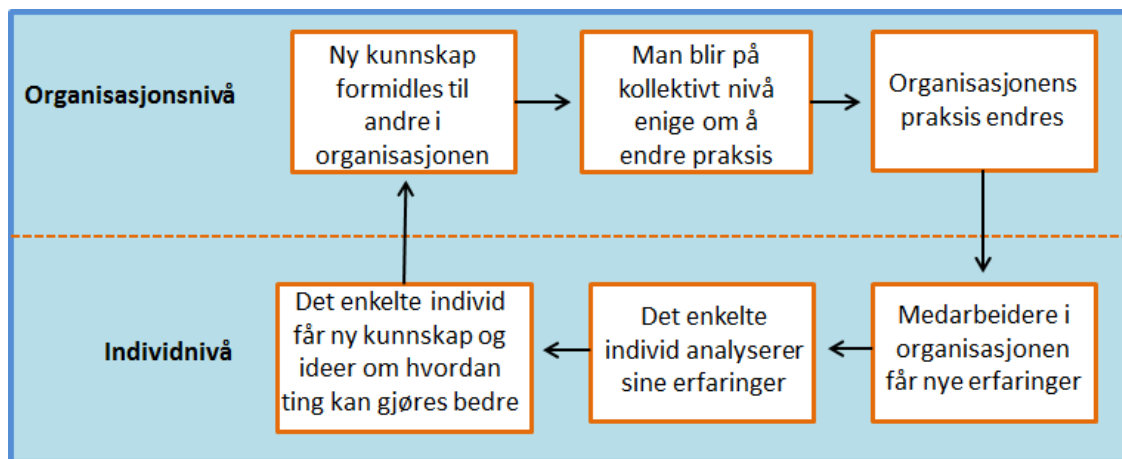 Organisasjonsnivå
Ny kunnskap
formidles til
andre i
organisasjonen
Man blir på
kollektivt nivå
enige om å
endre praksis
Organisasjonens
praksis endres
Individnivå
Det enkelte individ
får ny kunnskap og
ideer om hvordan
ting kan gjøres bedre
Det enkelte
individ analyserer
sine erfaringer
Medarbeidere i
organisasjonen
får nye erfaringer